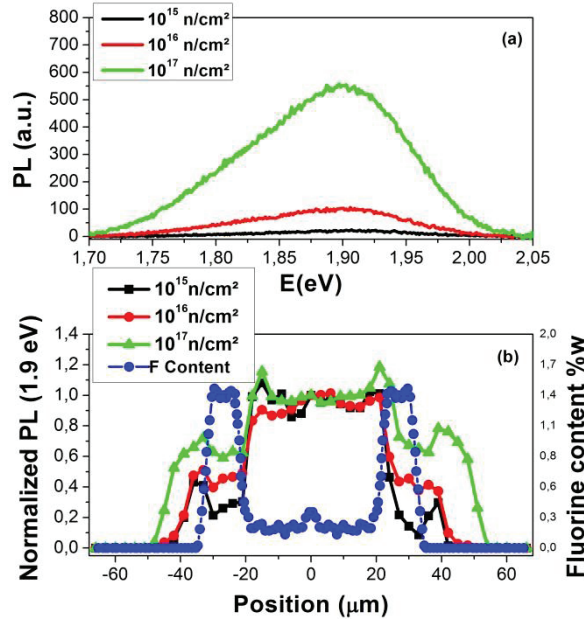 10¹⁵ n/cm²
10¹⁶ n/cm²
10¹⁷ n/cm²
(a)
800
700
600
500
400
300
200
100
0
PL (a.u.)
1,70 1,75 1,80 1,85 1,90 1,95 2,00 2,05
E(eV)
10¹⁵n/cm²
10¹⁶n/cm²
10¹⁷n/cm²
F Content
(b)
1,4
1,2
1,0
0,8
0,6
0,4
0,2
0,0
Normalized PL (1.9 eV)
2,0
1,7
1,4
1,1
0,8
0,6
0,3
0,0
Fluorine content %w
-60 -40 -20 0 20 40 60
Position (μm)